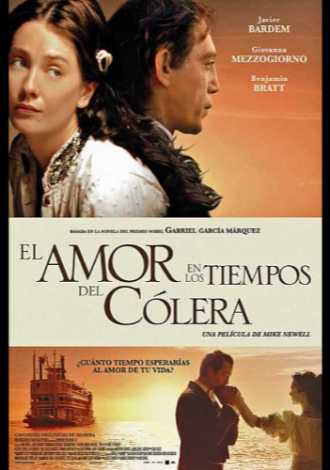 Javier
BARDEM
Giovanna
MEZZOGIORNO
Benjamin
BRATT
BASADA EN LA NOVELA DEL PREMIO NOBEL GABRIEL GARCÍA MÁRQUEZ
EL AMOR EN LOS TIEMPOS
DEL CÓLERA
UNA PELÍCULA DE MIKE NEWELL
¿CUÁNTO TIEMPO ESPERARÍAS
AL AMOR DE TU VIDA?